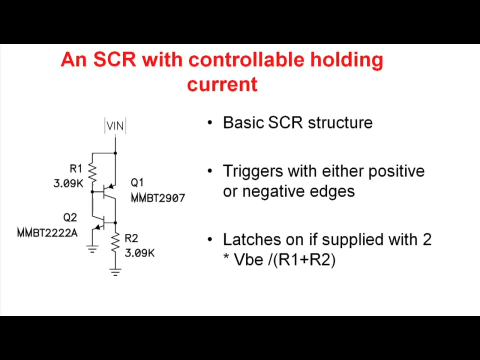 An SCR with controllable holding
current
VIN
R1
3.09K
Q1
MMBT2907
Q2
MMBT2222A
R2
3.09K
• Basic SCR structure
• Triggers with either positive
or negative edges
• Latches on if supplied with 2
* Vbe /(R1+R2)